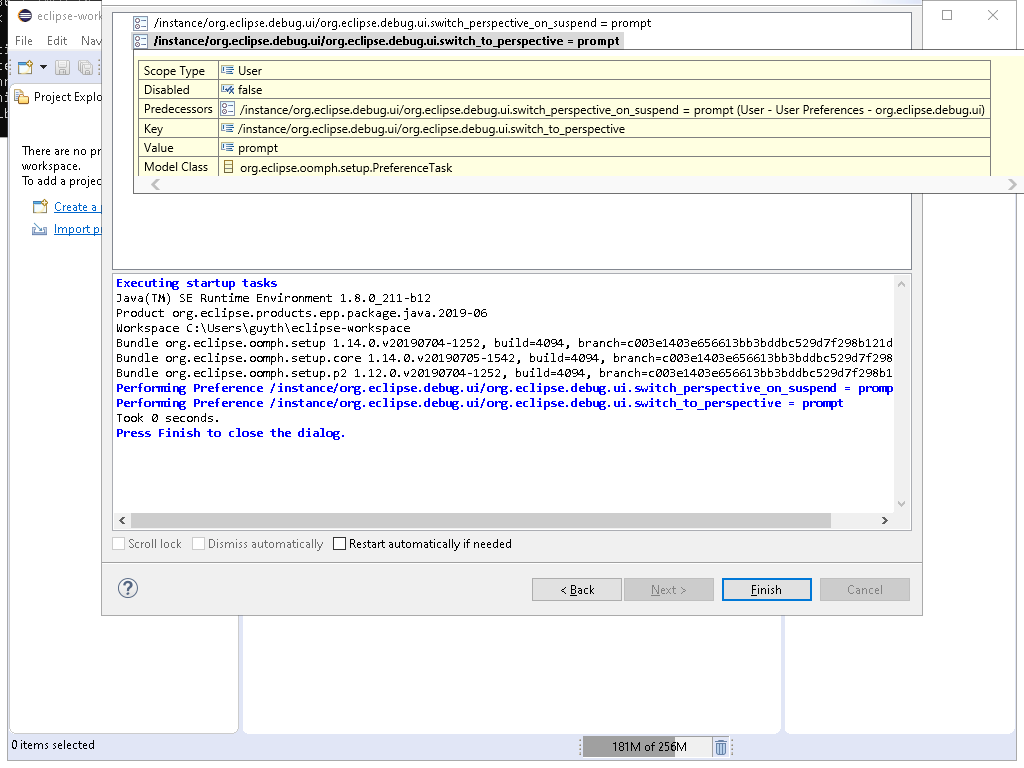 eclipse-work
File Edit Nav
Project Explo
There are no pr
workspace.
To add a projec
Create a
Import pr
/instance/org.eclipse.debug.ui/org.eclipse.debug.ui.switch_perspective_on_suspend = prompt
/instance/org.eclipse.debug.ui/org.eclipse.debug.ui.switch_to_perspective = prompt
Scope Type User
Disabled false
Predecessors /instance/org.eclipse.debug.ui/org.eclipse.debug.ui.switch_perspective_on_suspend = prompt (User - User Preferences - org.eclipse.debug.ui)
Key /instance/org.eclipse.debug.ui/org.eclipse.debug.ui.switch_to_perspective
Value prompt
Model Class org.eclipse.oomph.setup.PreferenceTask
Executing startup tasks
Java(TM) SE Runtime Environment 1.8.0_211-b12
Product org.eclipse.products.epp.package.java.2019-06
Workspace C:\Users\guyth\eclipse-workspace
Bundle org.eclipse.oomph.setup 1.14.0.v20190704-1252, build=4094, branch=c003e1403e656613bb3bddbc529d7f298b121d
Bundle org.eclipse.oomph.setup.core 1.14.0.v20190705-1542, build=4094, branch=c003e1403e656613bb3bddbc529d7f298
Bundle org.eclipse.oomph.setup.p2 1.12.0.v20190704-1252, build=4094, branch=c003e1403e656613bb3bddbc529d7f298b1
Performing Preference /instance/org.eclipse.debug.ui/org.eclipse.debug.ui.switch_perspective_on_suspend = promp
Performing Preference /instance/org.eclipse.debug.ui/org.eclipse.debug.ui.switch_to_perspective = prompt
Took 0 seconds.
Press Finish to close the dialog.
Scroll lock Dismiss automatically Restart automatically if needed
? < Back Next > Finish Cancel
0 items selected 181M of 256M